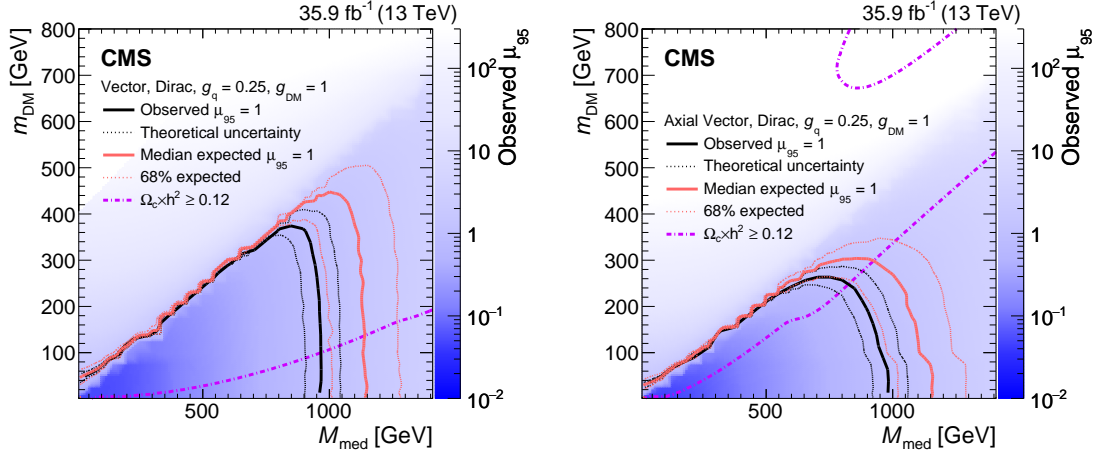 35.9 fb⁻¹ (13 TeV)
CMS
Vector, Dirac, g_q = 0.25, g_DM = 1
Observed μ₉₅ = 1
Theoretical uncertainty
Median expected μ₉₅ = 1
68% expected
Ω_c×h² ≥ 0.12
m_DM [GeV]
800
700
600
500
400
300
200
100
500
1000
M_med [GeV]
10²
10
1
10⁻¹
10⁻²
Observed μ₉₅
35.9 fb⁻¹ (13 TeV)
CMS
Axial Vector, Dirac, g_q = 0.25, g_DM = 1
Observed μ₉₅ = 1
Theoretical uncertainty
Median expected μ₉₅ = 1
68% expected
Ω_c×h² ≥ 0.12
m_DM [GeV]
800
700
600
500
400
300
200
100
500
1000
M_med [GeV]
10²
10
1
10⁻¹
10⁻²
Observed μ₉₅